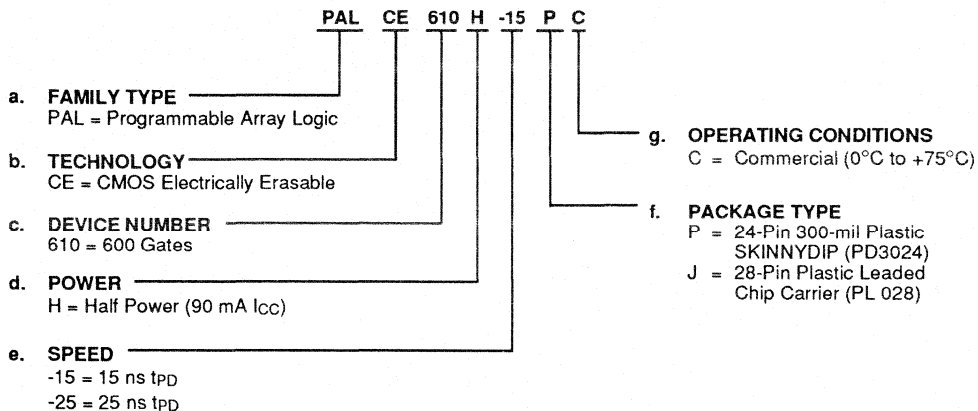 PAL CE 610 H -15 P C
a. FAMILY TYPE
PAL = Programmable Array Logic
b. TECHNOLOGY
CE = CMOS Electrically Erasable
c. DEVICE NUMBER
610 = 600 Gates
d. POWER
H = Half Power (90 mA ICC)
e. SPEED
-15 = 15 ns tPD
-25 = 25 ns tPD
g. OPERATING CONDITIONS
C = Commercial (0°C to +75°C)
f. PACKAGE TYPE
P = 24-Pin 300-mil Plastic
SKINNYDIP (PD3024)
J = 28-Pin Plastic Leaded
Chip Carrier (PL 028)